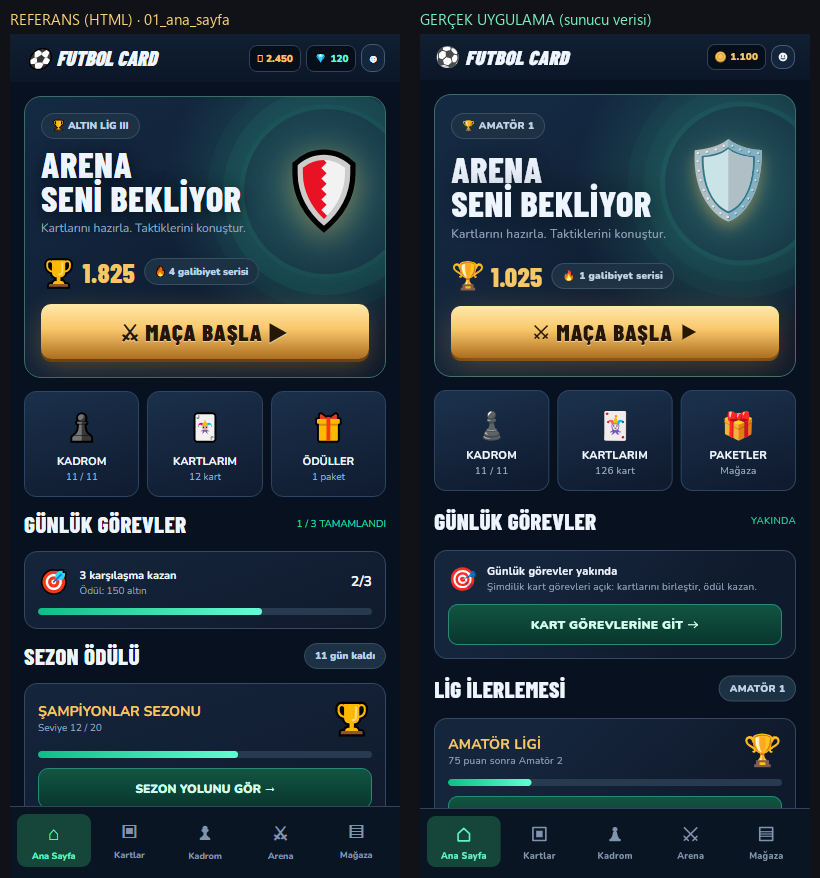 REFERANS (HTML) · 01_ana_sayfa
FUTBOL CARD
2.450
120
ALTIN LİG III
ARENA
SENİ BEKLİYOR
Kartlarını hazırla. Taktiklerini konuştur.
1.825
4 galibiyet serisi
MAÇA BAŞLA
KADROM
11 / 11
KARTLARIM
12 kart
ÖDÜLLER
1 paket
GÜNLÜK GÖREVLER
1 / 3 TAMAMLANDI
3 karşılaşma kazan
Ödül: 150 altın
2/3
SEZON ÖDÜLÜ
11 gün kaldı
ŞAMPİYONLAR SEZONU
Seviye 12 / 20
SEZON YOLUNU GÖR →
Ana Sayfa
Kartlar
Kadrom
Arena
Mağaza
GERÇEK UYGULAMA (sunucu verisi)
FUTBOL CARD
1.100
AMATÖR 1
ARENA
SENİ BEKLİYOR
Kartlarını hazırla. Taktiklerini konuştur.
1.025
1 galibiyet serisi
MAÇA BAŞLA
KADROM
11 / 11
KARTLARIM
126 kart
PAKETLER
Mağaza
GÜNLÜK GÖREVLER
YAKINDA
Günlük görevler yakında
Şimdilik kart görevleri açık: kartlarını birleştir, ödül kazan.
KART GÖREVLERİNE GİT →
LİG İLERLEMESİ
AMATÖR 1
AMATÖR LİGİ
75 puan sonra Amatör 2
Ana Sayfa
Kartlar
Kadrom
Arena
Mağaza